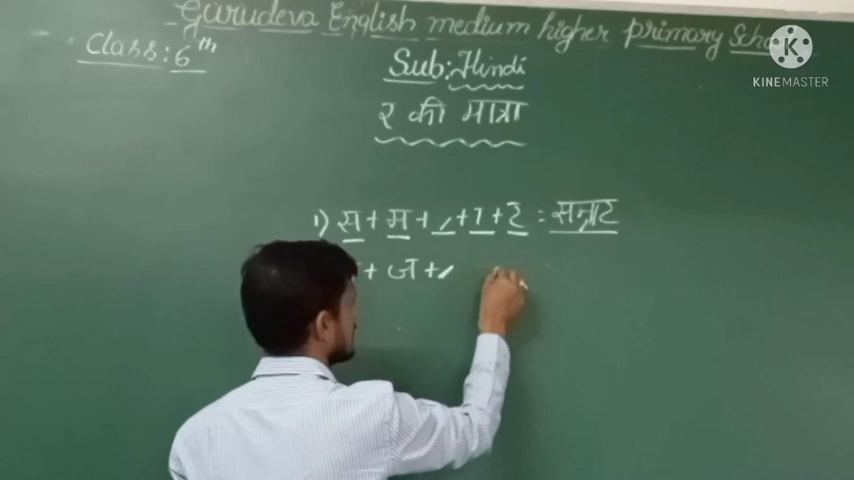 Gurudeva English medium higher primary Scho
Class: 6th
Sub: Hindi
र की मात्रा
1) स + म + ्र + ा + ट = सम्राट
+ ज + ्र
KINEMASTER